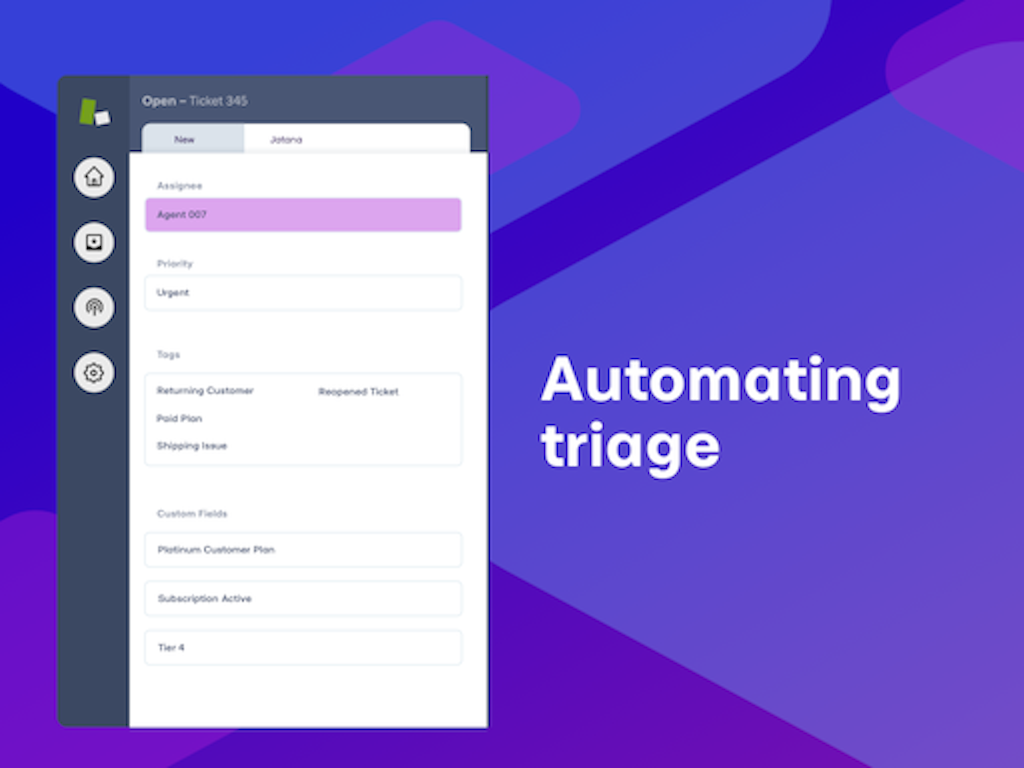 Open – Ticket 345
New Jatana
Assignee
Agent 007
Priority
Urgent
Tags
Returning Customer Reopened Ticket
Paid Plan
Shipping Issue
Custom Fields
Platinum Customer Plan
Subscription Active
Tier 4
Automating
triage